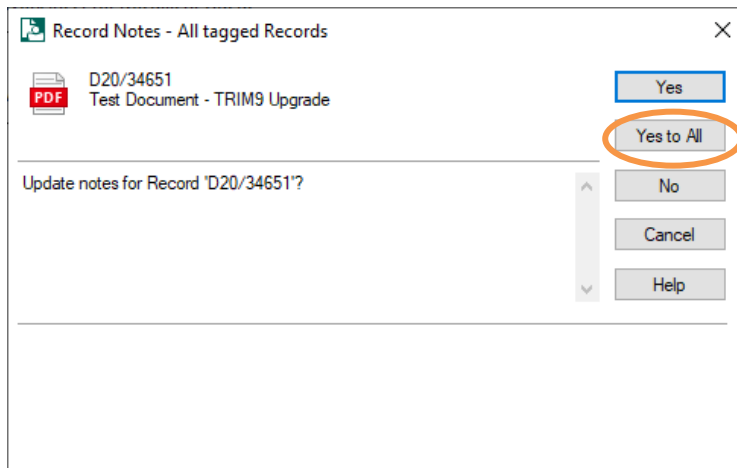 Record Notes - All tagged Records
D20/34651
Test Document - TRIM9 Upgrade
PDF
Yes
Yes to All
Update notes for Record "D20/34651"?
No
Cancel
Help